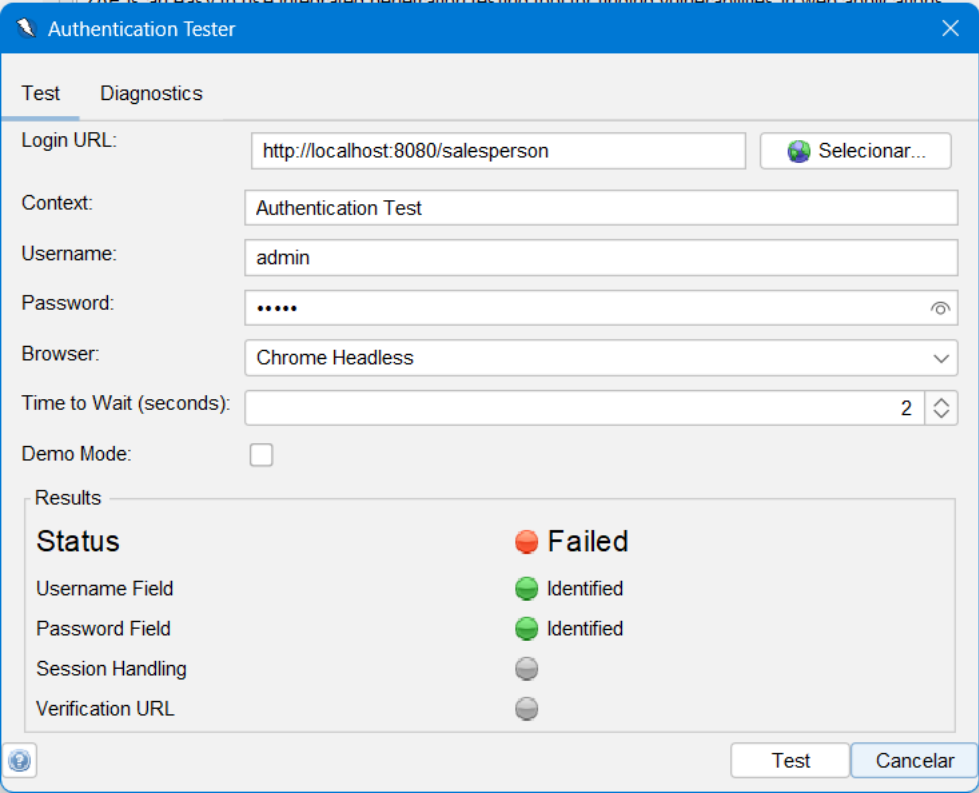 Authentication Tester
Test Diagnostics
Login URL: http://localhost:8080/salesperson Selecionar...
Context: Authentication Test
Username: admin
Password: •••••
Browser: Chrome Headless
Time to Wait (seconds): 2
Demo Mode:
Results
Status Failed
Username Field Identified
Password Field Identified
Session Handling
Verification URL
Test Cancelar